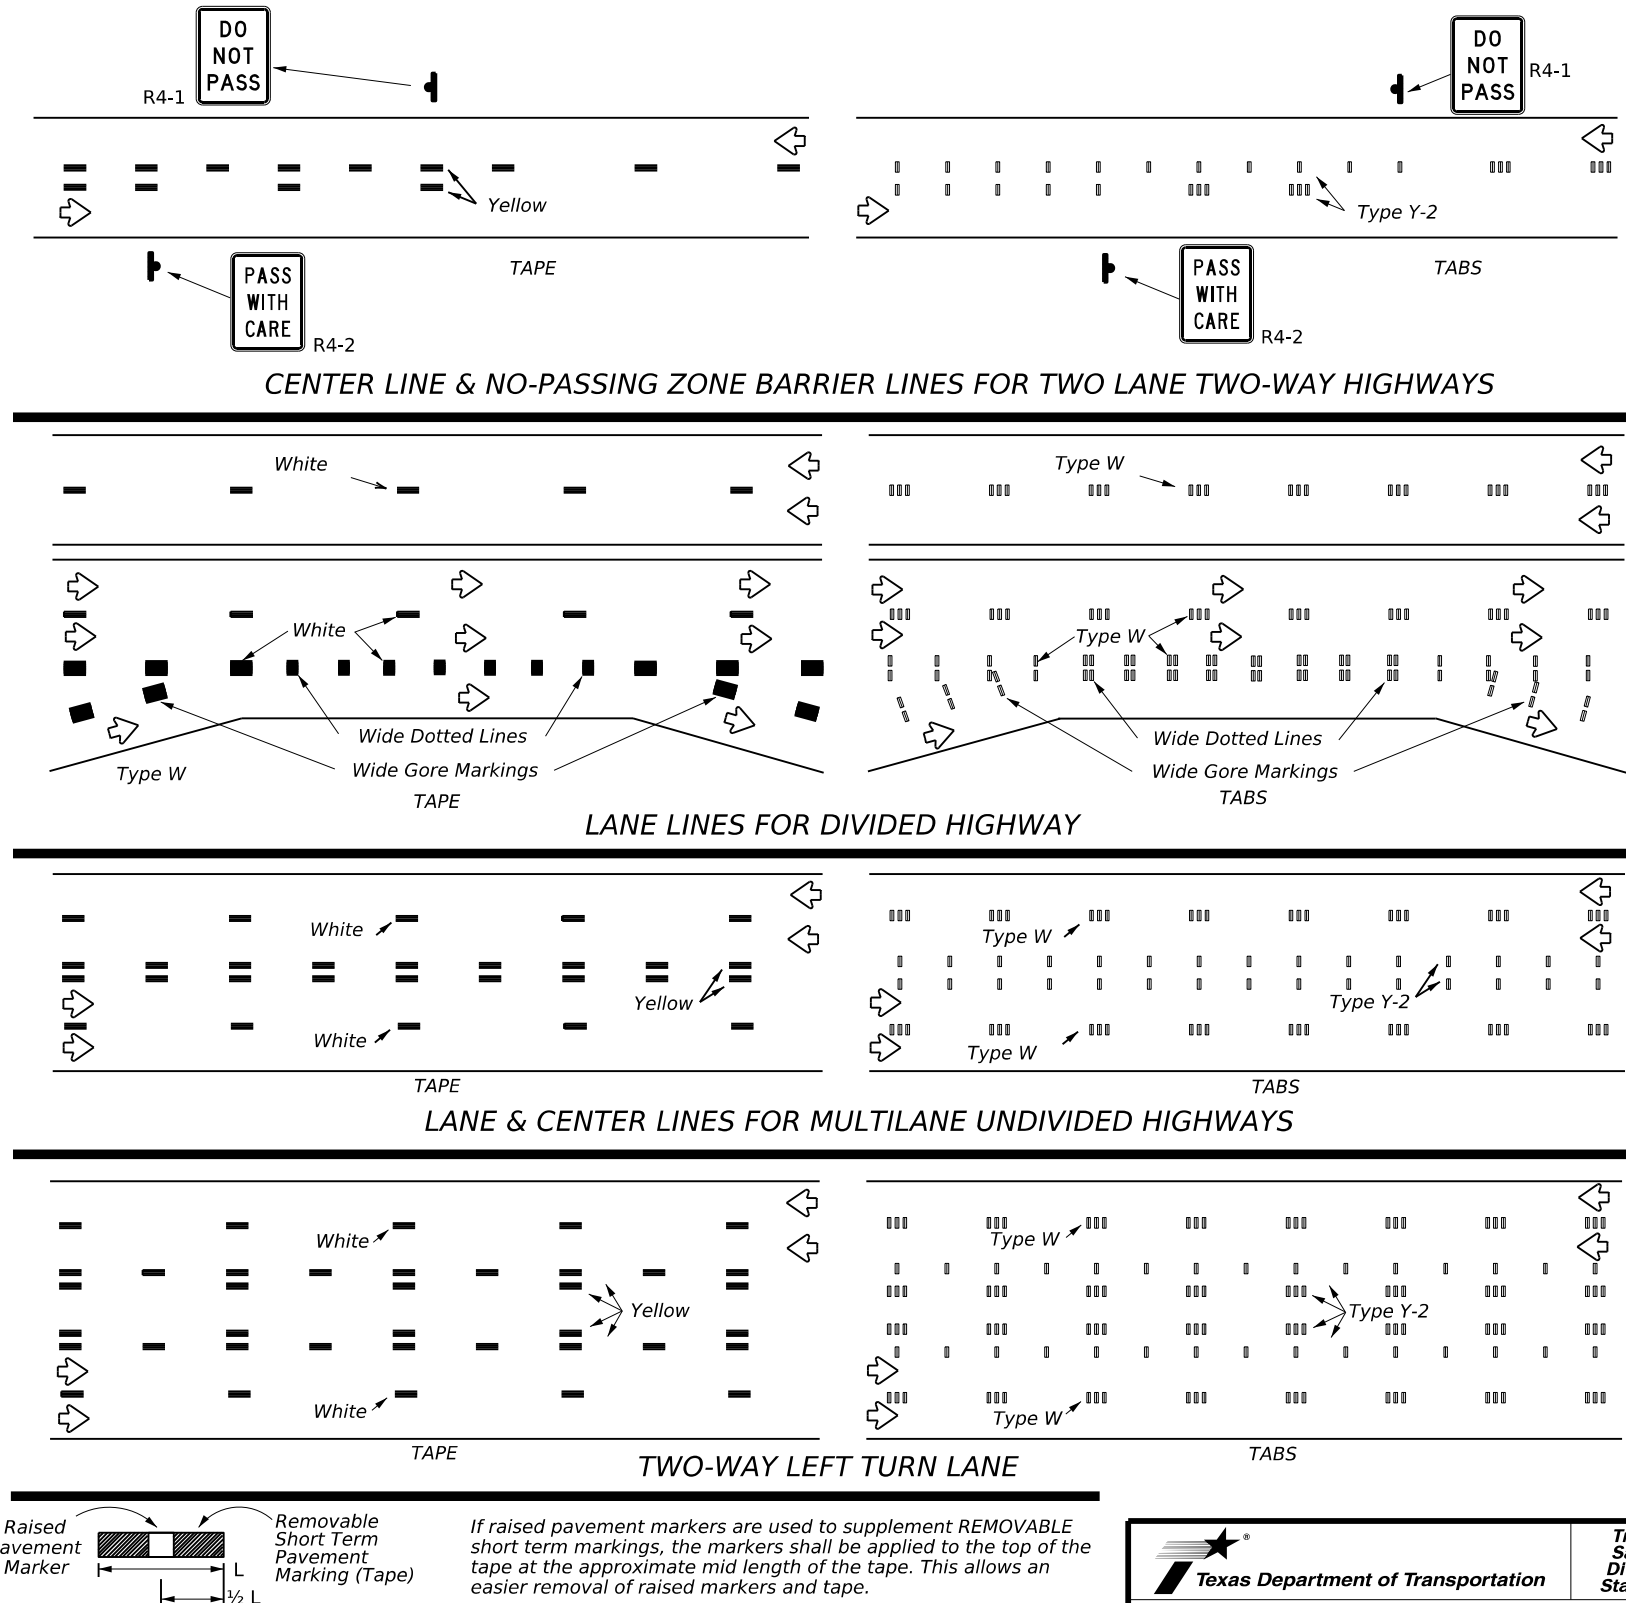 DO
NOT
PASS
R4-1
DO
NOT
PASS
R4-1
Yellow
Type Y-2
TAPE
TABS
PASS
WITH
CARE
R4-2
PASS
WITH
CARE
R4-2
CENTER LINE & NO-PASSING ZONE BARRIER LINES FOR TWO LANE TWO-WAY HIGHWAYS
White
Type W
White
Type W
Wide Dotted Lines
Wide Gore Markings
Type W
TAPE
Wide Dotted Lines
Wide Gore Markings
TABS
LANE LINES FOR DIVIDED HIGHWAY
White
Type W
Yellow
Type Y-2
White
Type W
TAPE
TABS
LANE & CENTER LINES FOR MULTILANE UNDIVIDED HIGHWAYS
White
Type W
Yellow
Type Y-2
White
Type W
TAPE
TABS
TWO-WAY LEFT TURN LANE
Raised
avement
Marker
Removable
Short Term
Pavement
Marking (Tape)
L
½ L
If raised pavement markers are used to supplement REMOVABLE
short term markings, the markers shall be applied to the top of the
tape at the approximate mid length of the tape. This allows an
easier removal of raised markers and tape.
®
Texas Department of Transportation